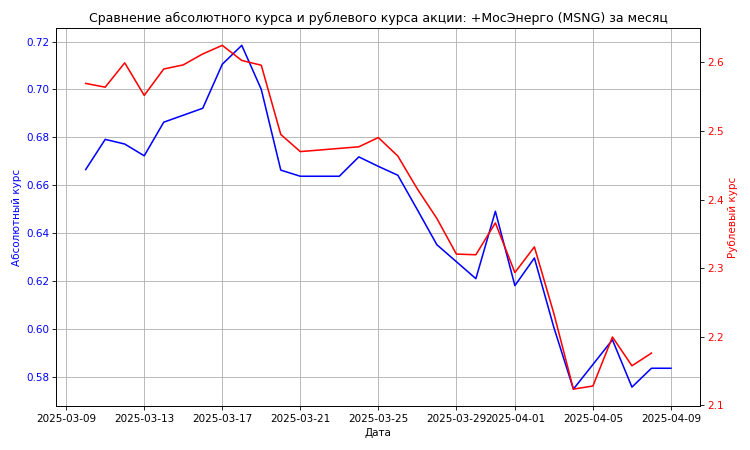 Сравнение абсолютного курса и рублевого курса акции: +МосЭнерго (MSNG) за месяц
0.72
0.70
0.68
0.66
0.64
0.62
0.60
0.58
Абсолютный курс
2.6
2.5
2.4
2.3
2.2
2.1
Рублевый курс
2025-03-09 2025-03-13 2025-03-17 2025-03-21 2025-03-25 2025-03-29 2025-04-01 2025-04-05 2025-04-09
Дата